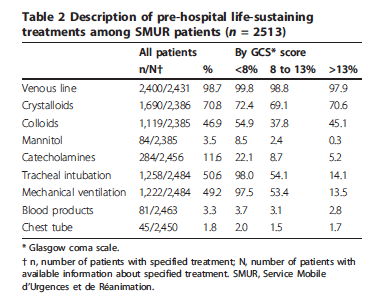 Table 2 Description of pre-hospital life-sustaining
treatments among SMUR patients (n = 2513)
All patients By GCS* score
n/N† % <8% 8 to 13% >13%
Venous line 2,400/2,431 98.7 99.8 98.8 97.9
Crystalloids 1,690/2,386 70.8 72.4 69.1 70.6
Colloids 1,119/2,385 46.9 54.9 37.8 45.1
Mannitol 84/2,385 3.5 8.5 2.4 0.3
Catecholamines 284/2,456 11.6 22.1 8.7 5.2
Tracheal intubation 1,258/2,484 50.6 98.0 54.1 14.1
Mechanical ventilation 1,222/2,484 49.2 97.5 53.4 13.5
Blood products 81/2,463 3.3 3.7 3.1 2.8
Chest tube 45/2,450 1.8 2.0 1.5 1.7
* Glasgow coma scale.
† n, number of patients with specified treatment; N, number of patients with
available information about specified treatment. SMUR, Service Mobile
d'Urgences et de Réanimation.